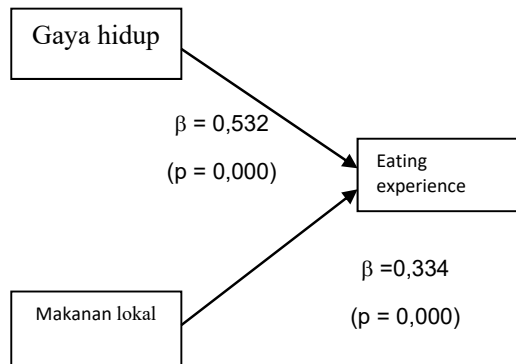 Gaya hidup
β = 0,532
(p = 0,000)
Eating
experience
β =0,334
(p = 0,000)
Makanan lokal